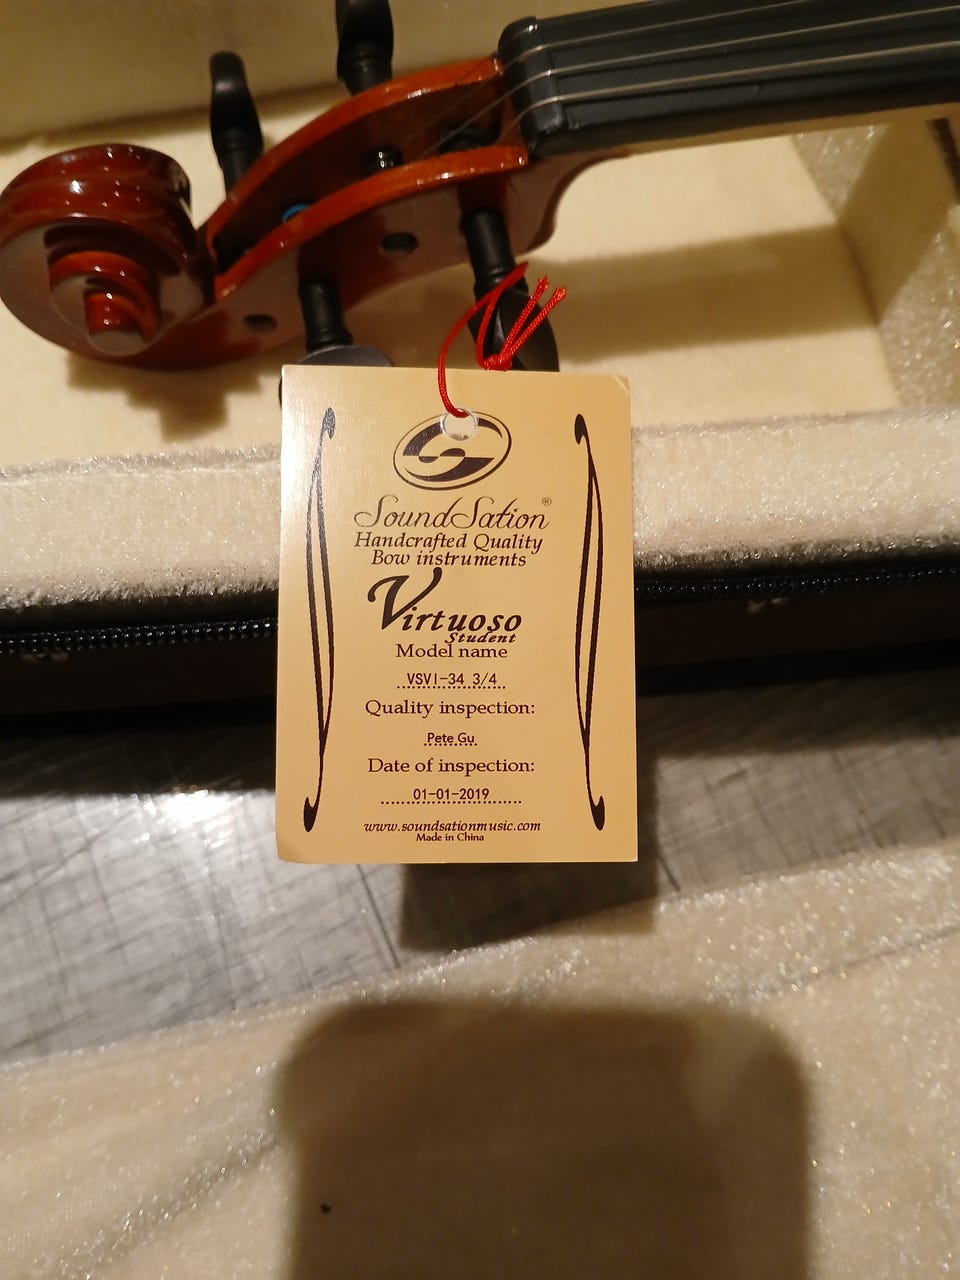 SoundSation®
Handcrafted Quality
Bow instruments
Virtuoso
Student
Model name
VSVI-34 3/4
Quality inspection:
Pete Gu
Date of inspection:
01-01-2019
www.soundsationmusic.com
Made in China